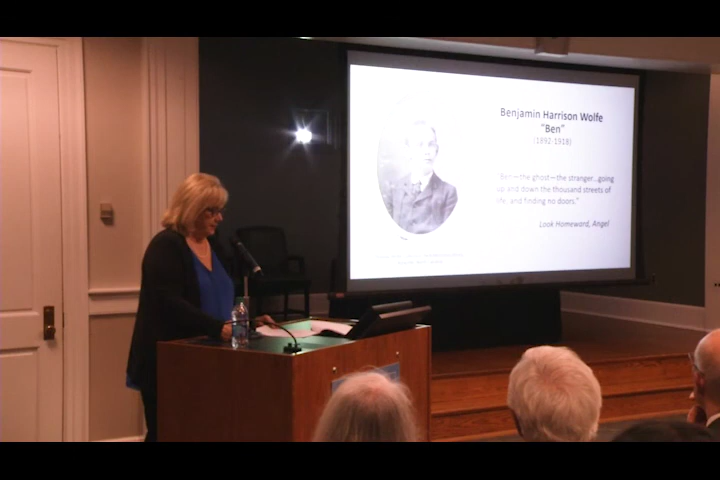 Benjamin Harrison Wolfe
"Ben"
(1892-1918)
Ben—the ghost—the stranger...going
up and down the thousand streets of
life and finding no doors."
Look Homeward, Angel